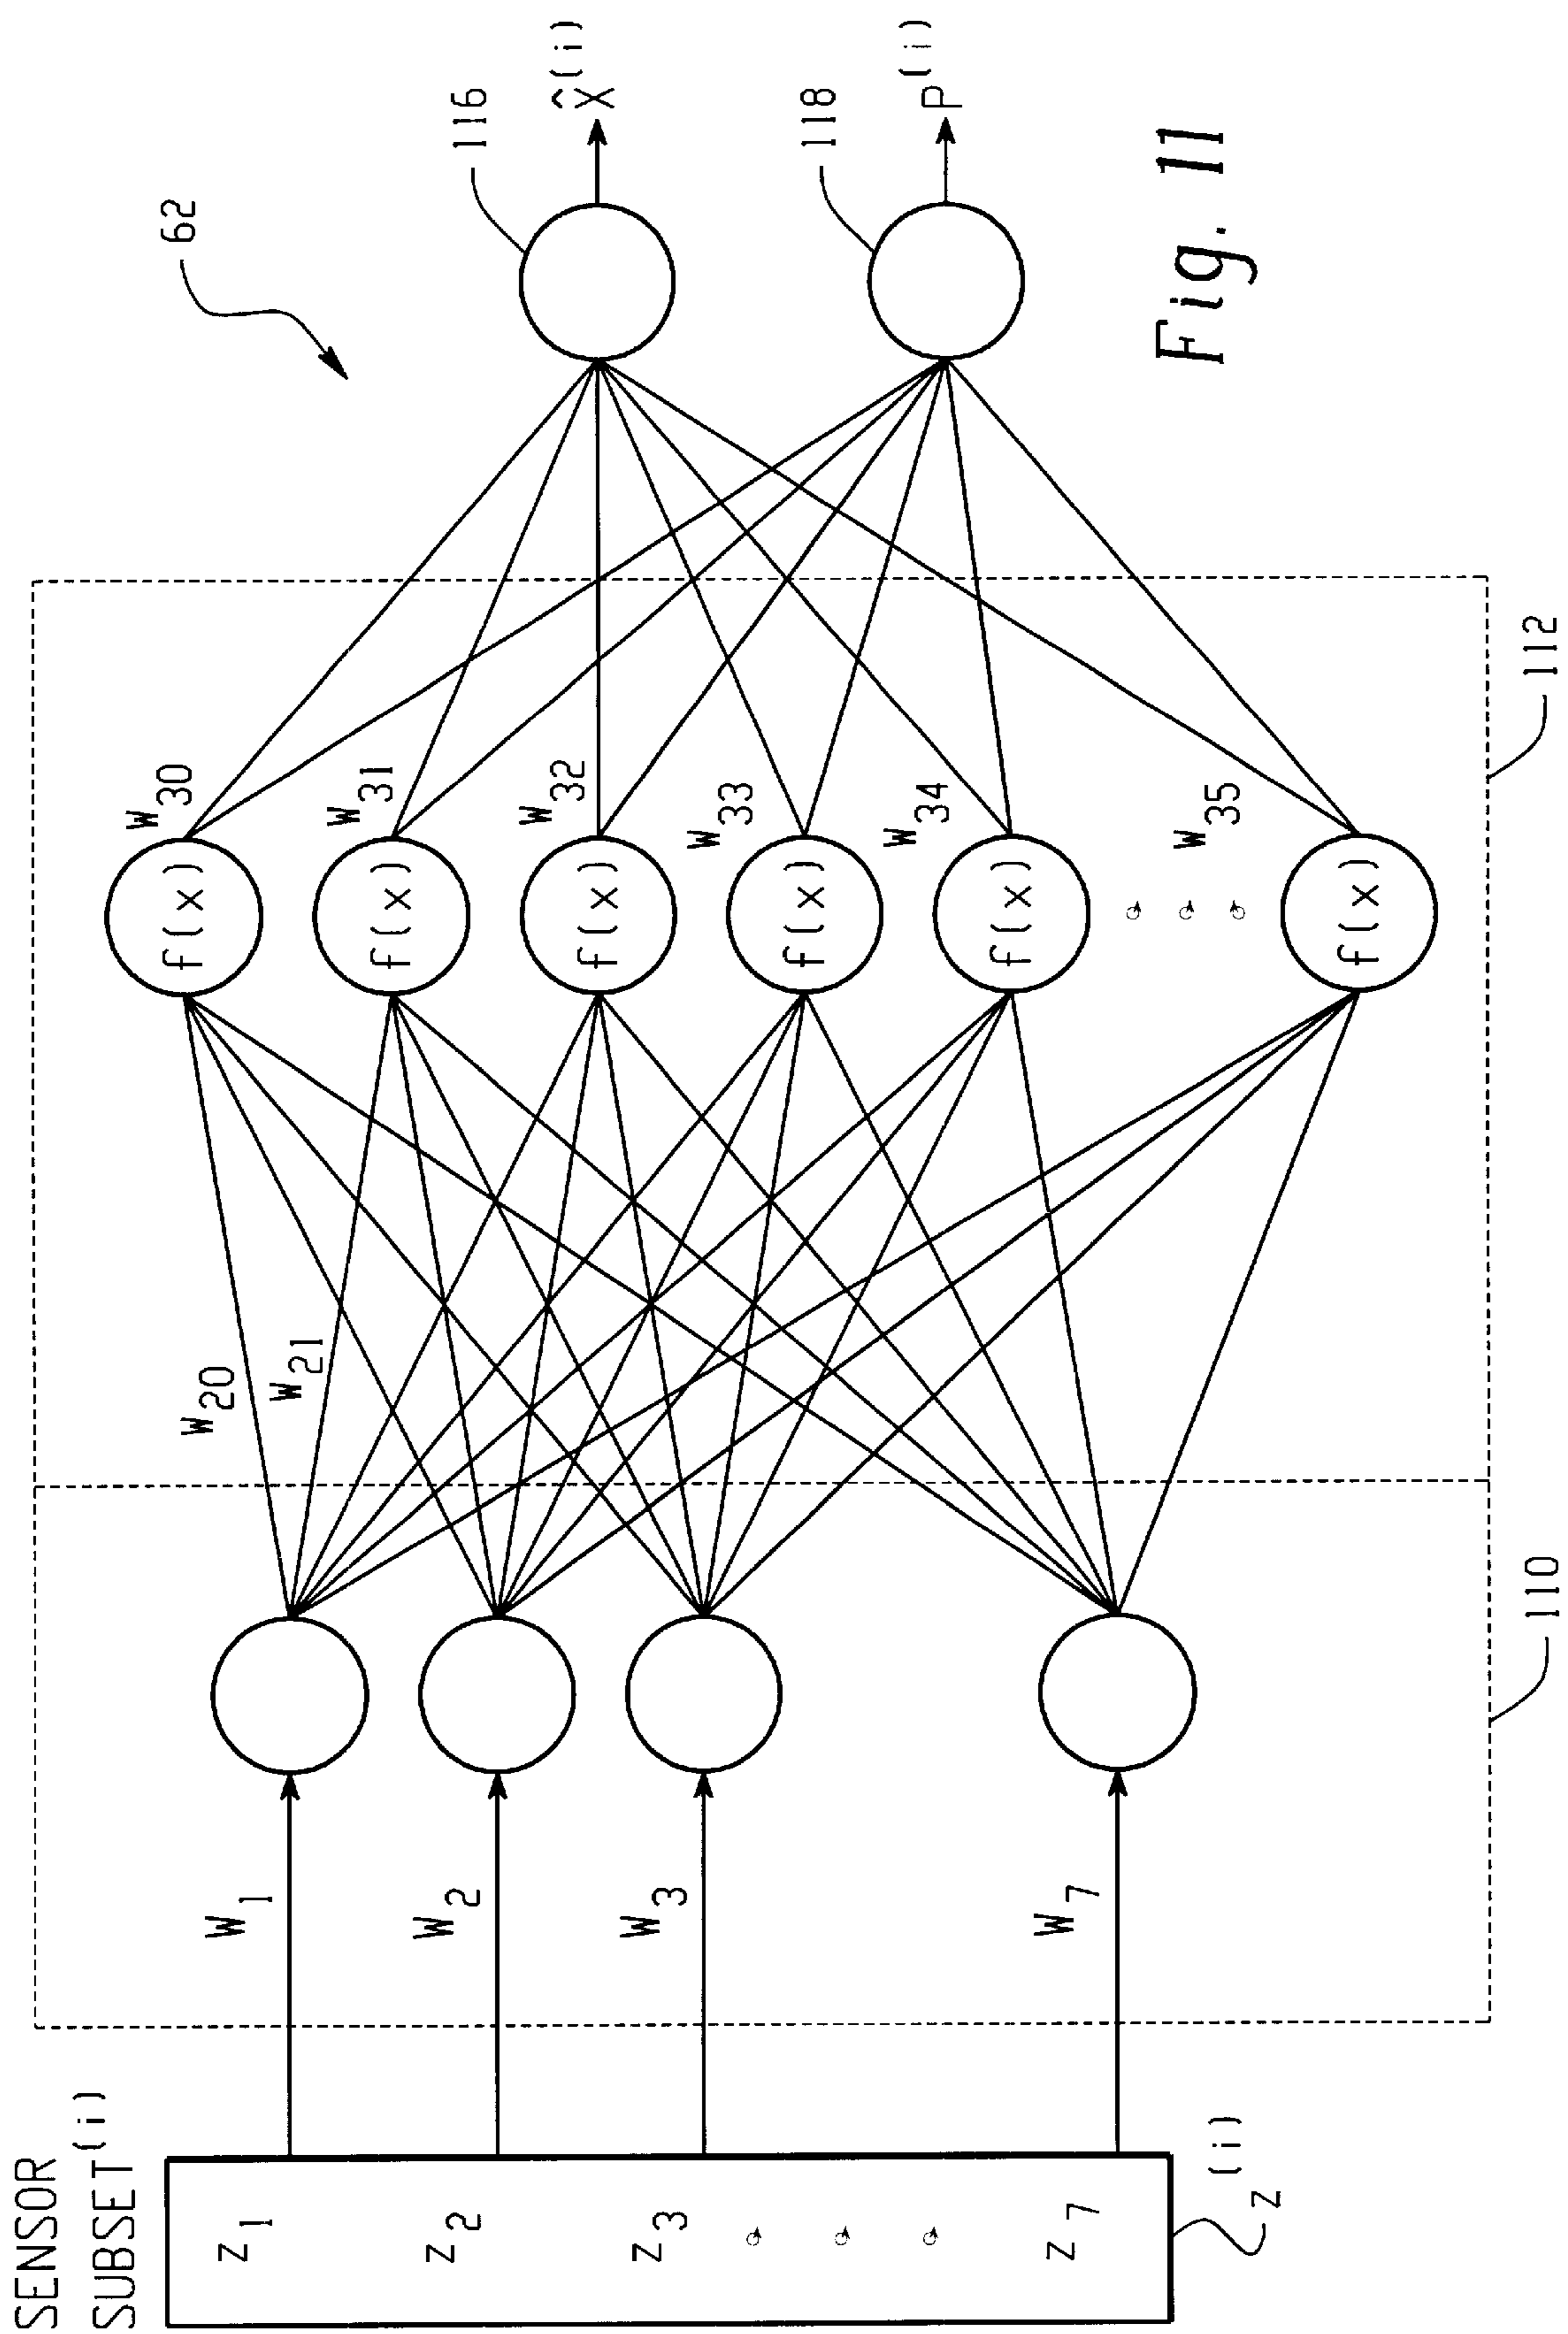 SENSOR
SUBSET(i)
z1
z2
z3
z7
z(i)
W1
W2
W3
W7
110
W20
W21
W30
W31
W32
W33
W34
W35
f(x)
f(x)
f(x)
f(x)
f(x)
f(x)
112
62
116
X̂(i)
118
P(i)
Fig. 11